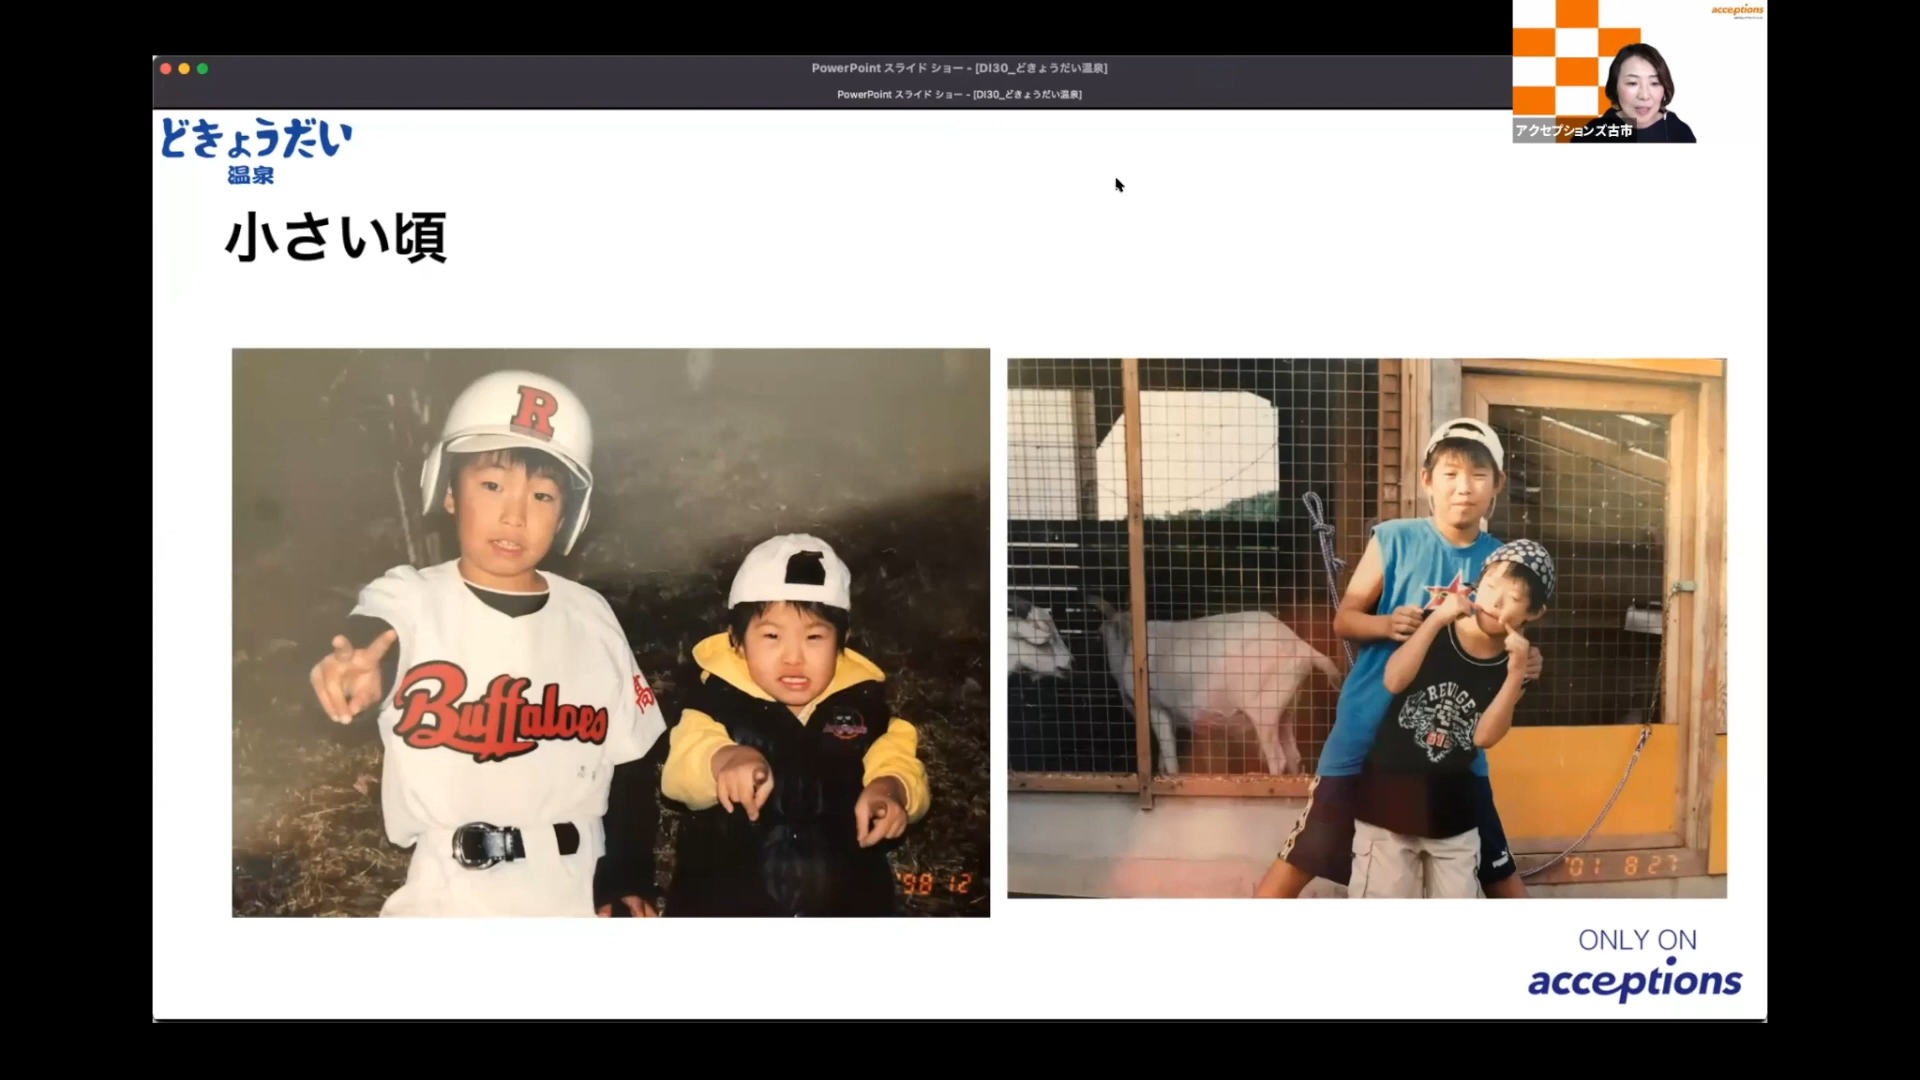 PowerPoint スライド ショー - [DI30_どきょうだい温泉]
PowerPoint スライド ショー - [DI30_どきょうだい温泉]
acceptions
アクセプションズ古市
どきょうだい
温泉
小さい頃
R
Buffaloes
高
'98 12
REVENGE
'01 8 27
ONLY ON
acceptions